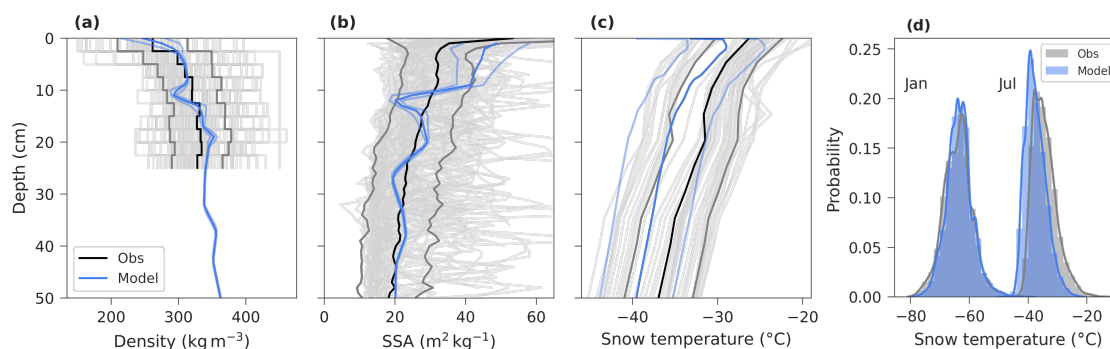 (a)
(b)
(c)
(d)
0
10
20
30
40
50
Depth (cm)
200
300
400
Density (kg m⁻³)
Obs
Model
0
20
40
60
SSA (m² kg⁻¹)
−40
−30
−20
Snow temperature (°C)
0.25
0.20
0.15
0.10
0.05
0.00
Probability
Jan
Jul
Obs
Model
−80
−60
−40
−20
Snow temperature (°C)